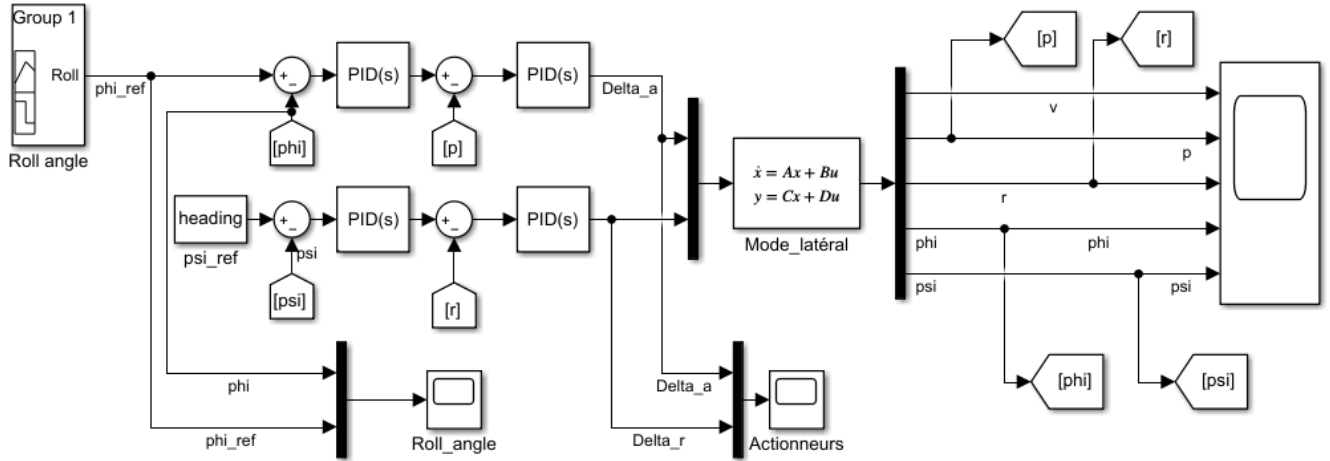 Group 1
Roll
Roll angle
phi_ref
+
_
PID(s)
+
_
PID(s)
Delta_a
[phi]
[p]
heading
psi_ref
+
_
psi
PID(s)
+
_
PID(s)
[psi]
[r]
phi
phi_ref
Roll_angle
Delta_a
Delta_r
Actionneurs
ẋ = Ax + Bu
y = Cx + Du
Mode_latéral
[p]
[r]
v
p
r
phi
phi
psi
psi
[phi]
[psi]